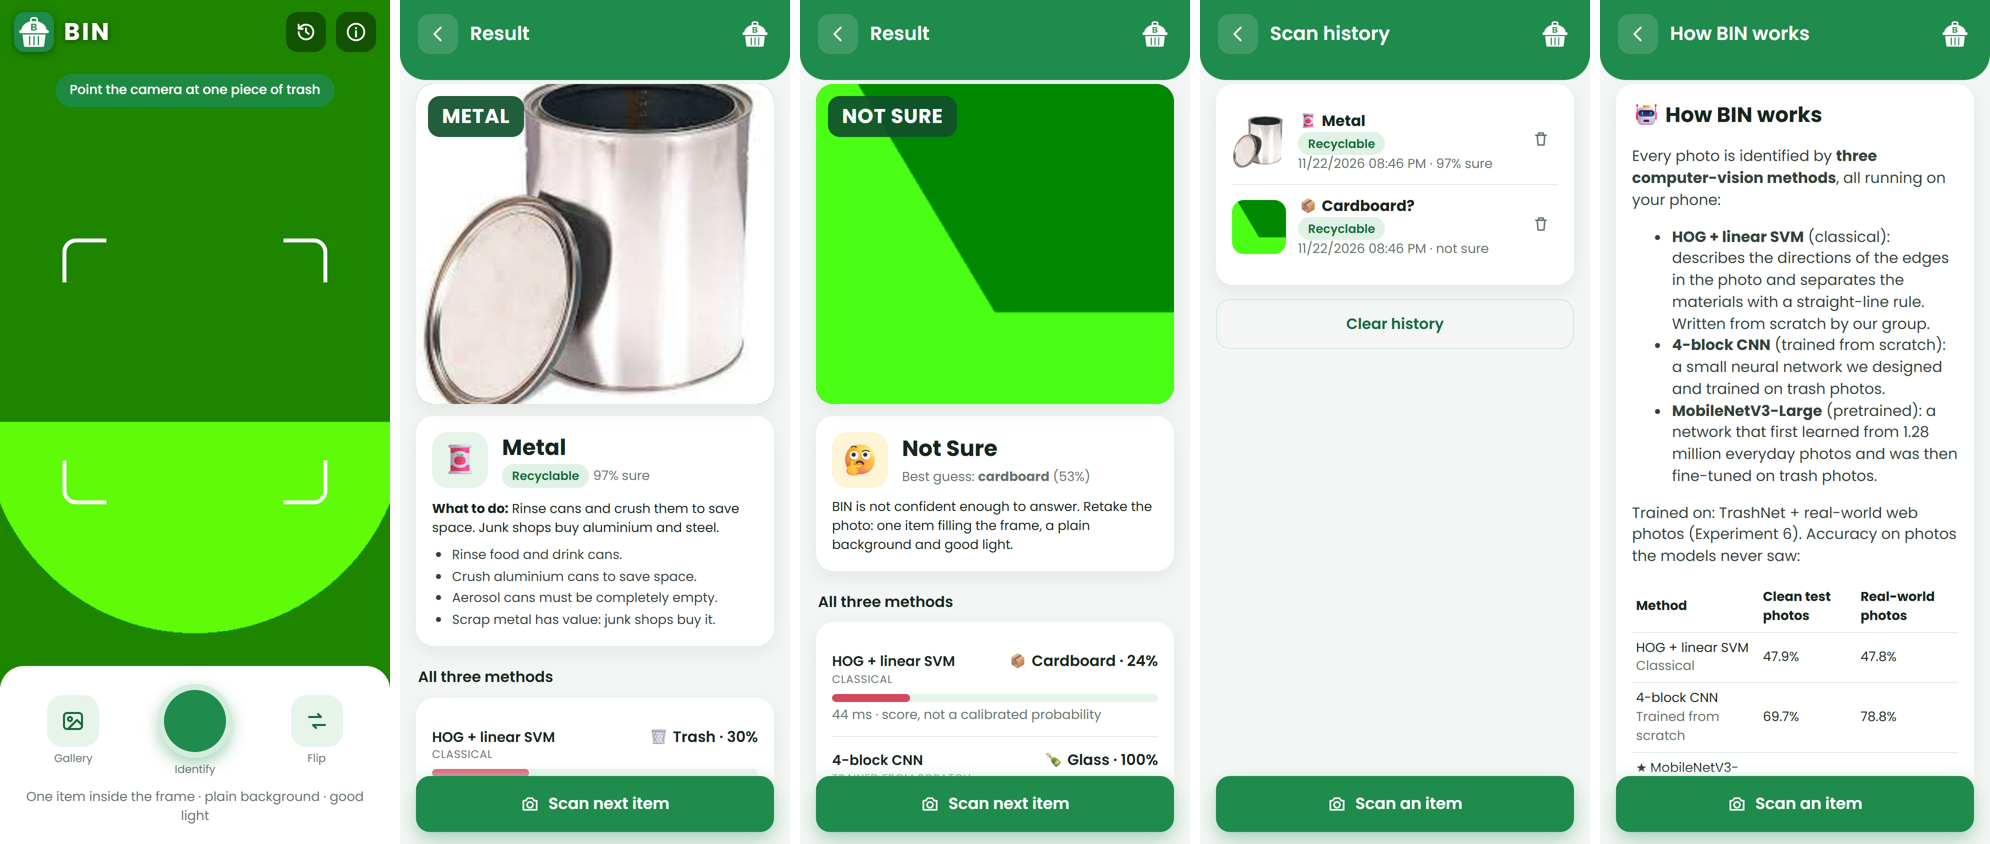 B
BIN
Point the camera at one piece of trash
Gallery
Identify
Flip
One item inside the frame · plain background · good
light
Result
B
METAL
Metal
Recyclable 97% sure
What to do: Rinse cans and crush them to save
space. Junk shops buy aluminium and steel.
• Rinse food and drink cans.
• Crush aluminium cans to save space.
• Aerosol cans must be completely empty.
• Scrap metal has value: junk shops buy it.
All three methods
HOG + linear SVM
Trash · 30%
CLASSICAL
Scan next item
Result
B
NOT SURE
Not Sure
Best guess: cardboard (53%)
BIN is not confident enough to answer. Retake the
photo: one item filling the frame, a plain
background and good light.
All three methods
HOG + linear SVM
Cardboard · 24%
CLASSICAL
44 ms · score, not a calibrated probability
4-block CNN
Glass · 100%
TRAINED FROM SCRATCH
Scan next item
Scan history
B
Metal
Recyclable
11/22/2026 08:46 PM · 97% sure
Cardboard?
Recyclable
11/22/2026 08:46 PM · not sure
Clear history
Scan an item
How BIN works
B
How BIN works
Every photo is identified by three
computer-vision methods, all running on
your phone:
• HOG + linear SVM (classical):
describes the directions of the edges
in the photo and separates the
materials with a straight-line rule.
Written from scratch by our group.
• 4-block CNN (trained from scratch):
a small neural network we designed
and trained on trash photos.
• MobileNetV3-Large (pretrained): a
network that first learned from 1.28
million everyday photos and was then
fine-tuned on trash photos.
Trained on: TrashNet + real-world web
photos (Experiment 6). Accuracy on photos
the models never saw:
Method
Clean test
photos
Real-world
photos
HOG + linear SVM
Classical
47.9%
47.8%
4-block CNN
Trained from
scratch
69.7%
78.8%
★ MobileNetV3-
Scan an item